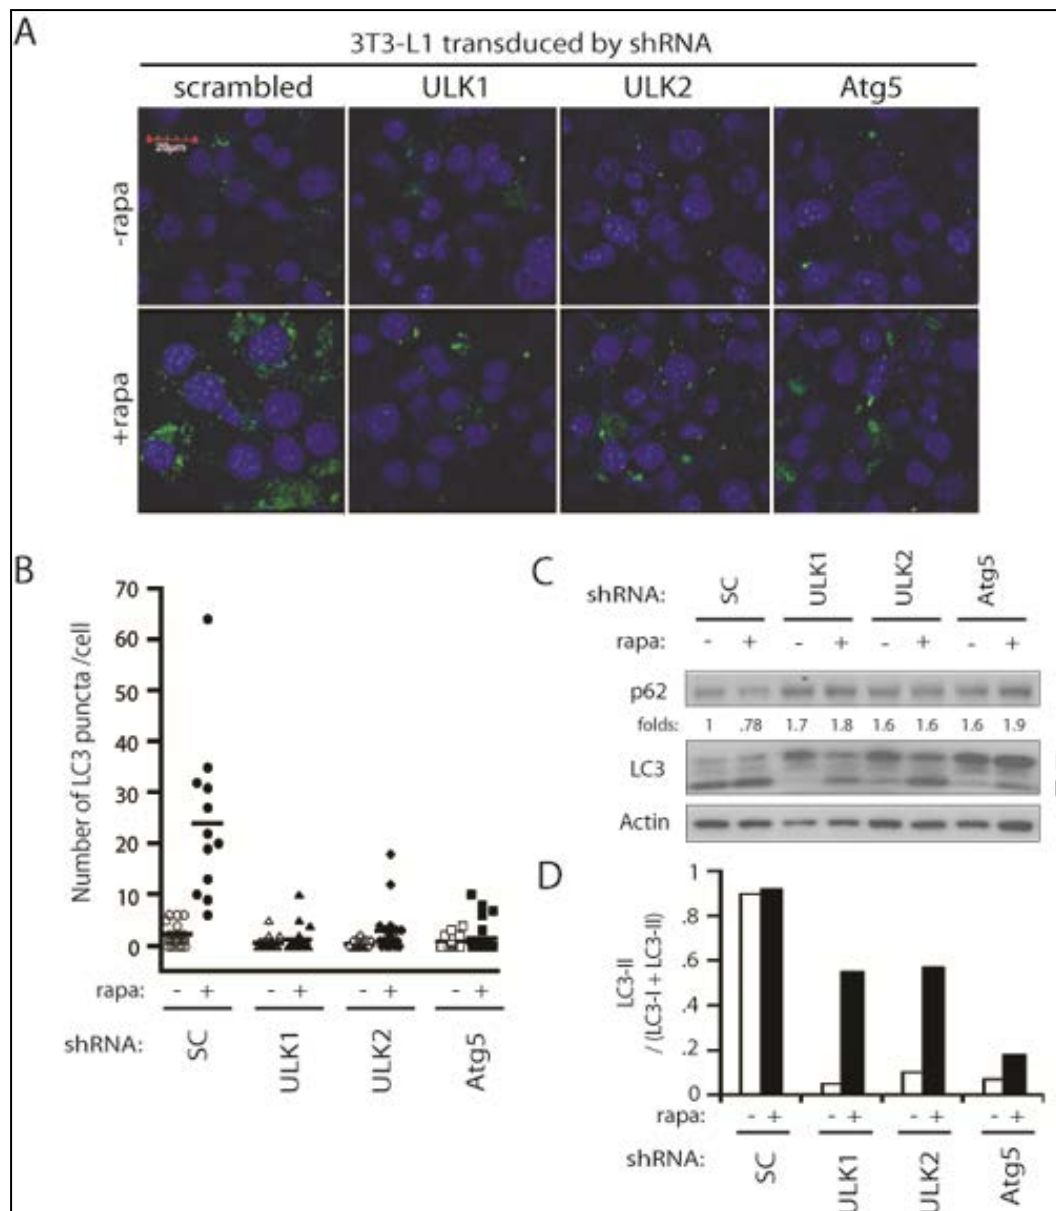 A
3T3-L1 transduced by shRNA
scrambled ULK1 ULK2 Atg5
20µm
-rapa
+rapa
B
Number of LC3 puncta /cell
70
60
50
40
30
20
10
0
rapa: - + - + - + - +
shRNA: SC ULK1 ULK2 Atg5
C
shRNA: SC ULK1 ULK2 Atg5
rapa: - + - + - + - +
p62
folds: 1 .78 1.7 1.8 1.6 1.6 1.6 1.9
LC3
Actin
D
LC3-II
/ (LC3-I + LC3-II)
1
.8
.6
.4
.2
0
rapa: - + - + - + - +
shRNA: SC ULK1 ULK2 Atg5